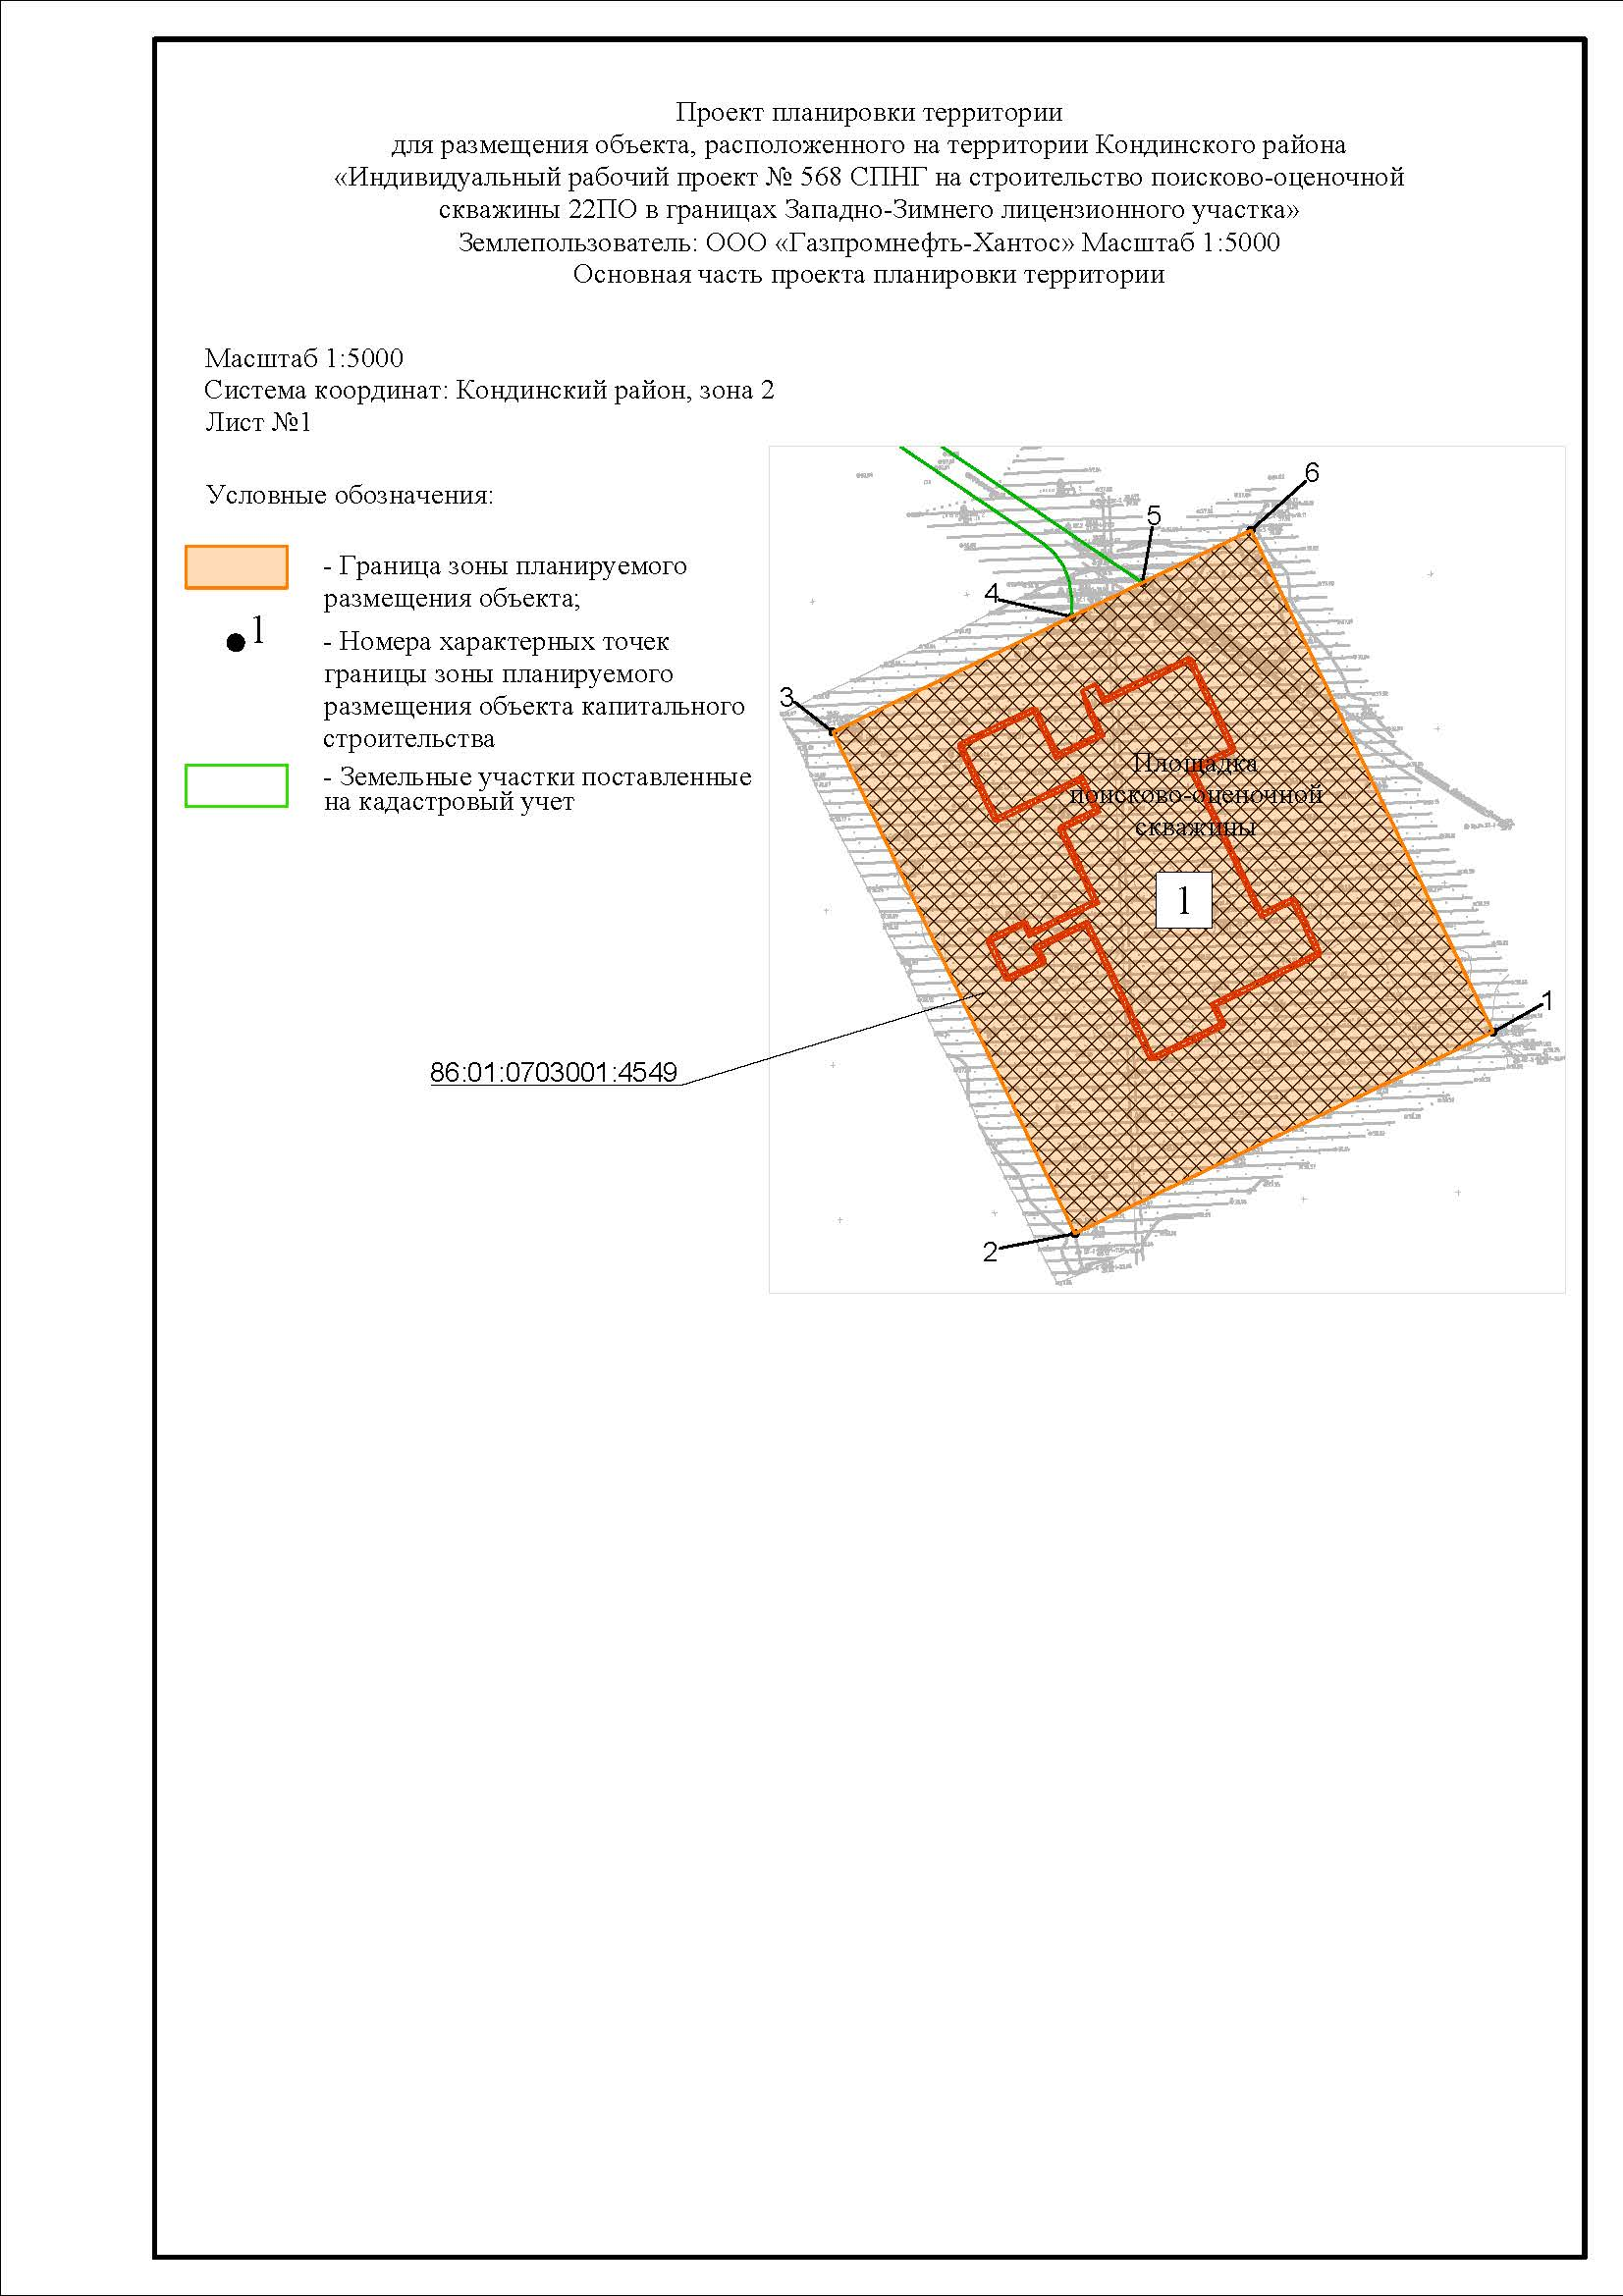 Проект планировки территории
для размещения объекта, расположенного на территории Кондинского района
«Индивидуальный рабочий проект № 568 СПНГ на строительство поисково-оценочной
скважины 22ПО в границах Западно-Зимнего лицензионного участка»
Землепользователь: ООО «Газпромнефть-Хантос» Масштаб 1:5000
Основная часть проекта планировки территории
Масштаб 1:5000
Система координат: Кондинский район, зона 2
Лист №1
Условные обозначения:
- Граница зоны планируемого
размещения объекта;
1
- Номера характерных точек
границы зоны планируемого
размещения объекта капитального
строительства
- Земельные участки поставленные
на кадастровый учет
6
5
4
3
Площадка
поисково-оценочной
скважины
1
1
86:01:0703001:4549
2